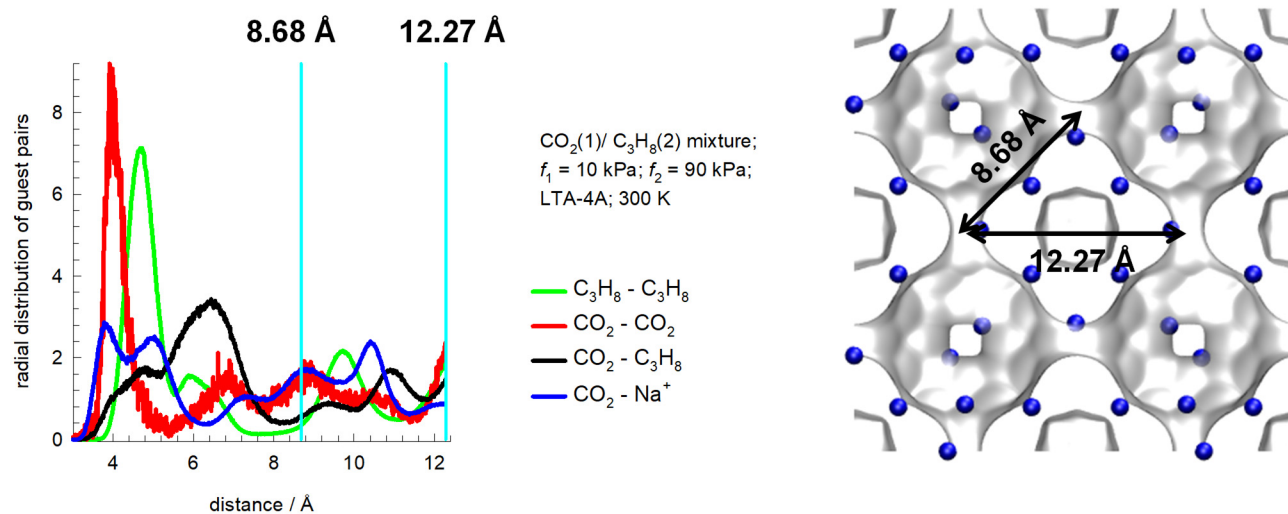 8.68 Å 12.27 Å
radial distribution of guest pairs
8
6
4
2
0
4 6 8 10 12
distance / Å
CO₂(1)/ C₃H₈(2) mixture;
f₁ = 10 kPa; f₂ = 90 kPa;
LTA-4A; 300 K
C₃H₈ - C₃H₈
CO₂ - CO₂
CO₂ - C₃H₈
CO₂ - Na⁺
8.68 Å
12.27 Å